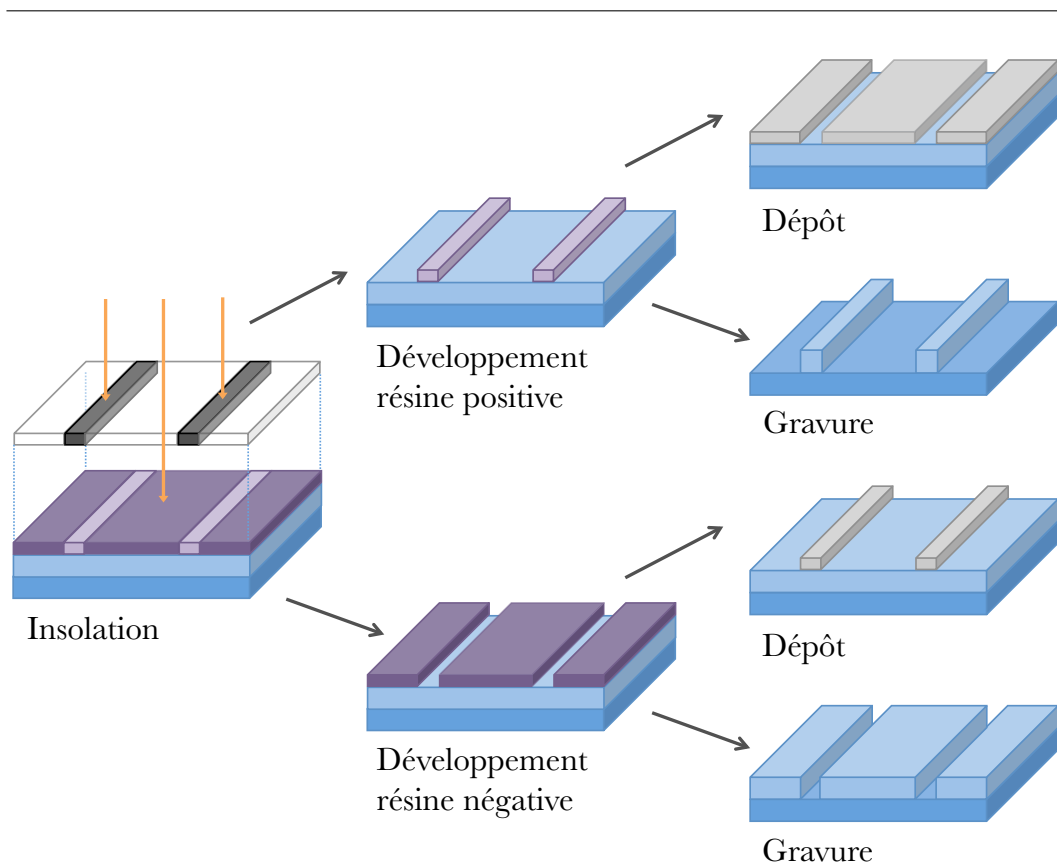 Dépôt
Développement
résine positive
Gravure
Insolation
Dépôt
Développement
résine négative
Gravure